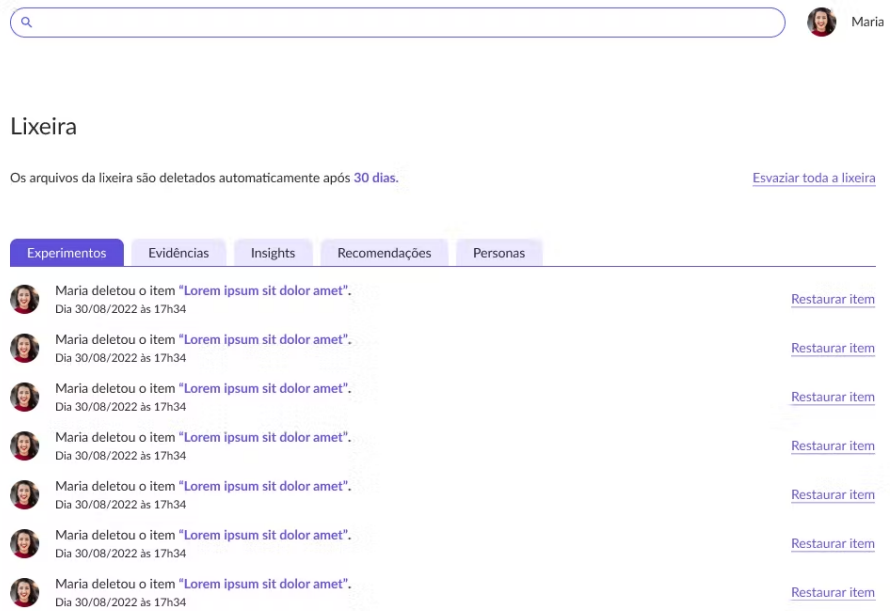 Maria
Lixeira
Os arquivos da lixeira são deletados automaticamente após 30 dias.
Esvaziar toda a lixeira
Experimentos Evidências Insights Recomendações Personas
Maria deletou o item “Lorem ipsum sit dolor amet”.
Dia 30/08/2022 às 17h34
Restaurar item
Maria deletou o item “Lorem ipsum sit dolor amet”.
Dia 30/08/2022 às 17h34
Restaurar item
Maria deletou o item “Lorem ipsum sit dolor amet”.
Dia 30/08/2022 às 17h34
Restaurar item
Maria deletou o item “Lorem ipsum sit dolor amet”.
Dia 30/08/2022 às 17h34
Restaurar item
Maria deletou o item “Lorem ipsum sit dolor amet”.
Dia 30/08/2022 às 17h34
Restaurar item
Maria deletou o item “Lorem ipsum sit dolor amet”.
Dia 30/08/2022 às 17h34
Restaurar item
Maria deletou o item “Lorem ipsum sit dolor amet”.
Dia 30/08/2022 às 17h34
Restaurar item